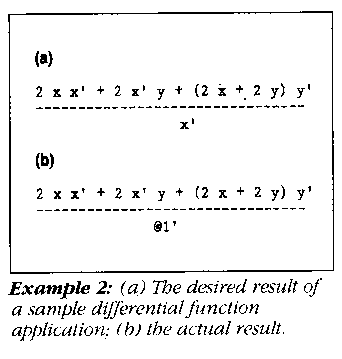 (a)
2 x x' + 2 x' y + (2 x + 2 y) y'
--------------------------------
x'
(b)
2 x x' + 2 x' y + (2 x + 2 y) y'
--------------------------------
@1'
Example 2: (a) The desired result of
a sample differential function
application; (b) the actual result.